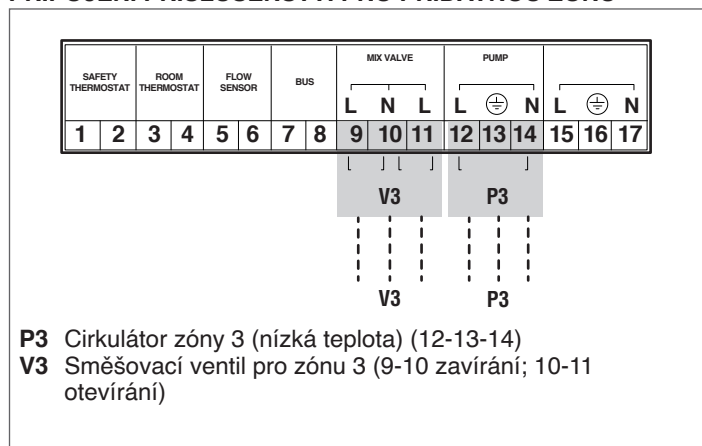 SAFETY THERMOSTAT
ROOM THERMOSTAT
FLOW SENSOR
BUS
MIX VALVE
PUMP
L N L L N L N
1 2 3 4 5 6 7 8 9 10 11 12 13 14 15 16 17
V3 P3
V3 P3
P3 Cirkulátor zóny 3 (nízká teplota) (12-13-14)
V3 Směšovací ventil pro zónu 3 (9-10 zavírání; 10-11
otevírání)